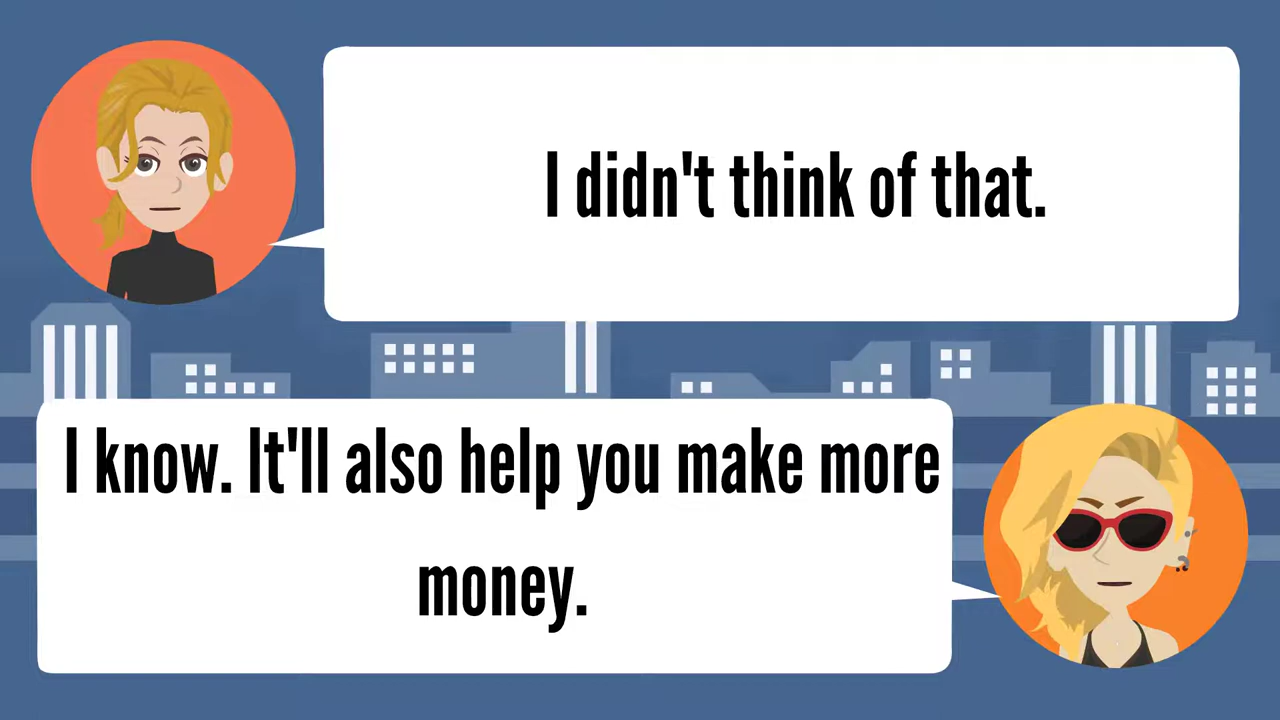 I didn't think of that.
I know. It'll also help you make more
money.